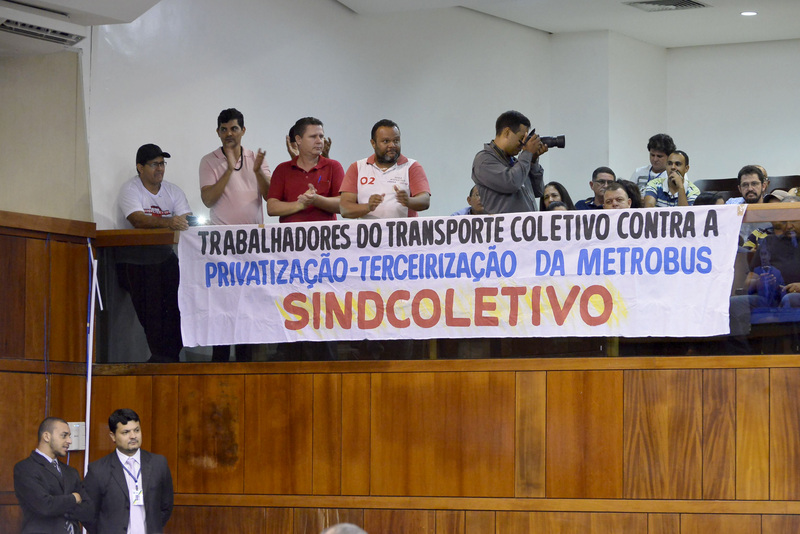 TRABALHADORES DO TRANSPORTE COLETIVO CONTRA A
PRIVATIZAÇÃO-TERCEIRIZAÇÃO DA METROBUS
SINDCOLETIVO
02